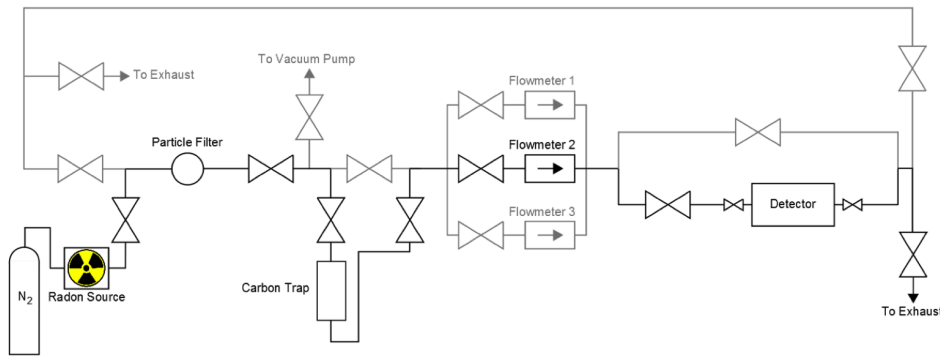 To Exhaust
To Vacuum Pump
Flowmeter 1
Particle Filter
Flowmeter 2
Detector
Flowmeter 3
N2
Radon Source
Carbon Trap
To Exhaust